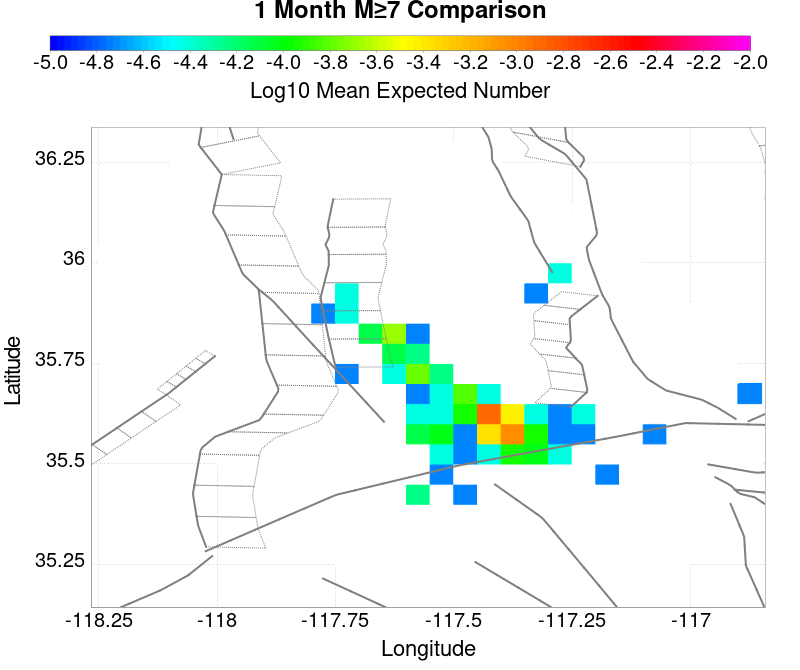 1 Month M≥7 Comparison
-5.0 -4.8 -4.6 -4.4 -4.2 -4.0 -3.8 -3.6 -3.4 -3.2 -3.0 -2.8 -2.6 -2.4 -2.2 -2.0
Log10 Mean Expected Number
36.25
36
35.75
35.5
35.25
Latitude
-118.25 -118 -117.75 -117.5 -117.25 -117
Longitude